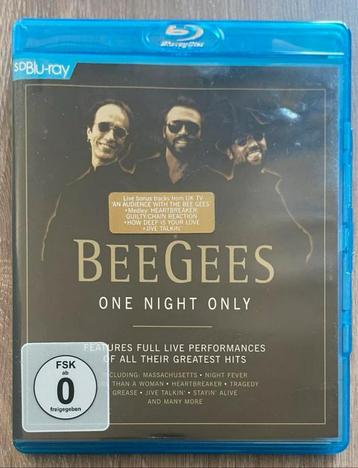 Blu-ray Disc
SD Blu-ray
Live bonus tracks from UK TV
'AN AUDIENCE WITH THE BEE GEES'
•Medley: HEARTBREAKER/
GUILTY/CHAIN REACTION
•HOW DEEP IS YOUR LOVE
•JIVE TALKIN'
BEE GEES
ONE NIGHT ONLY
FEATURES FULL LIVE PERFORMANCES
OF ALL THEIR GREATEST HITS
INCLUDING: MASSACHUSETTS • NIGHT FEVER
THAN A WOMAN • HEARTBREAKER • TRAGEDY
GREASE • JIVE TALKIN' • STAYIN' ALIVE
AND MANY MORE
FSK
ab
0
freigegeben